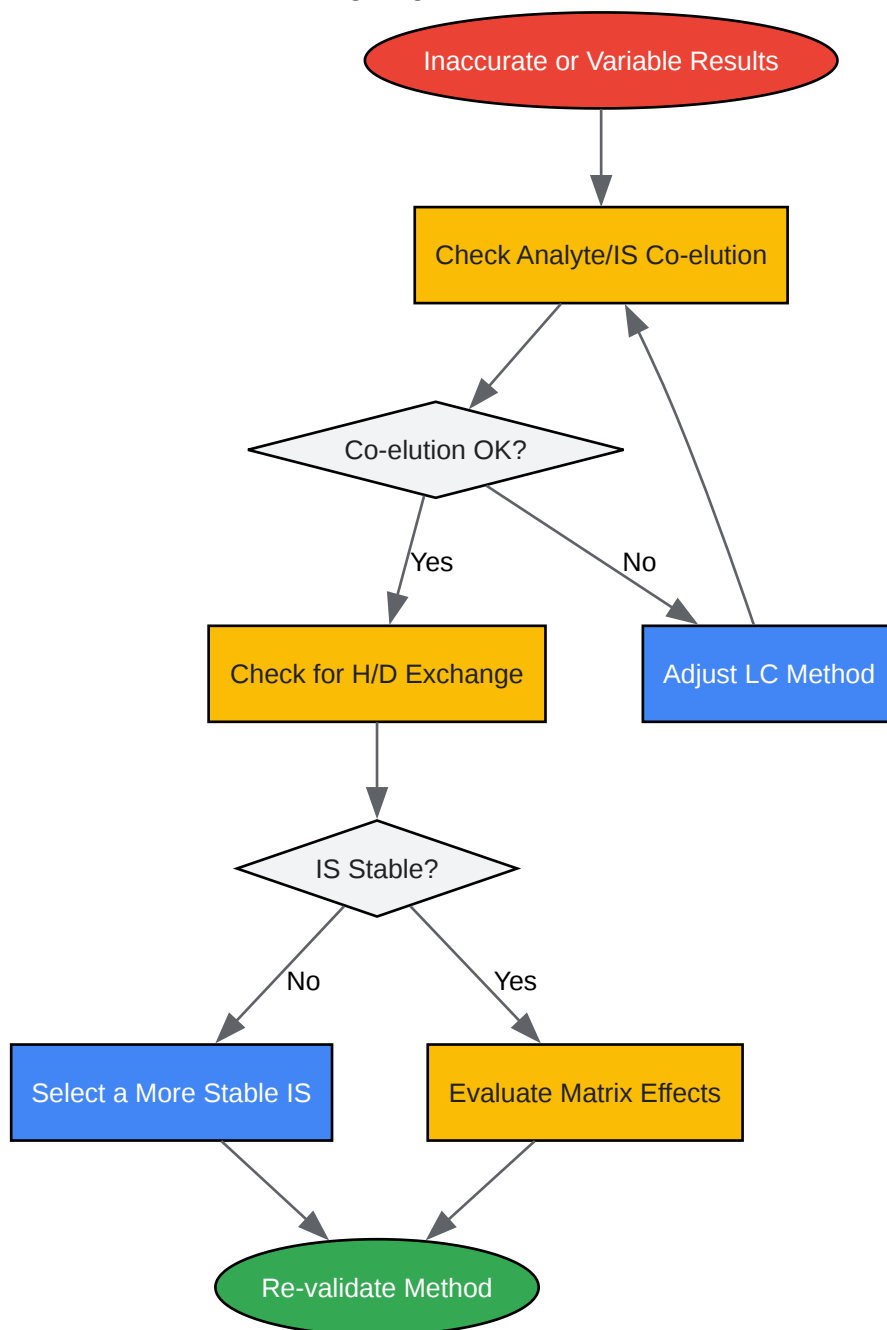 Inaccurate or Variable Results
Check Analyte/IS Co-elution
Co-elution OK?
Yes
No
Check for H/D Exchange
Adjust LC Method
IS Stable?
No
Yes
Select a More Stable IS
Evaluate Matrix Effects
Re-validate Method